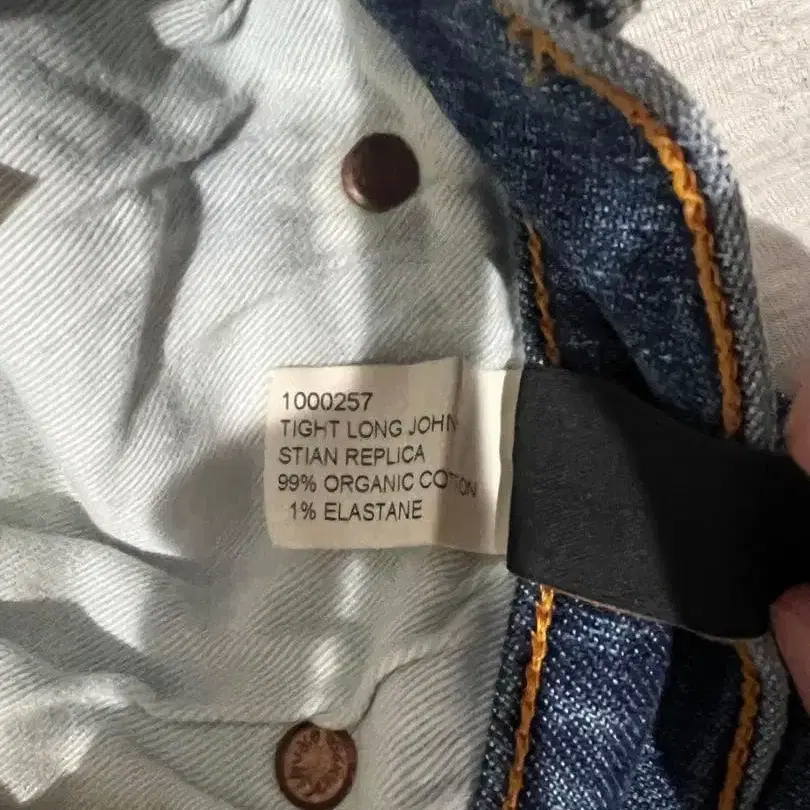 1000257
TIGHT LONG JOHN
STIAN REPLICA
99% ORGANIC COTTON
1% ELASTANE